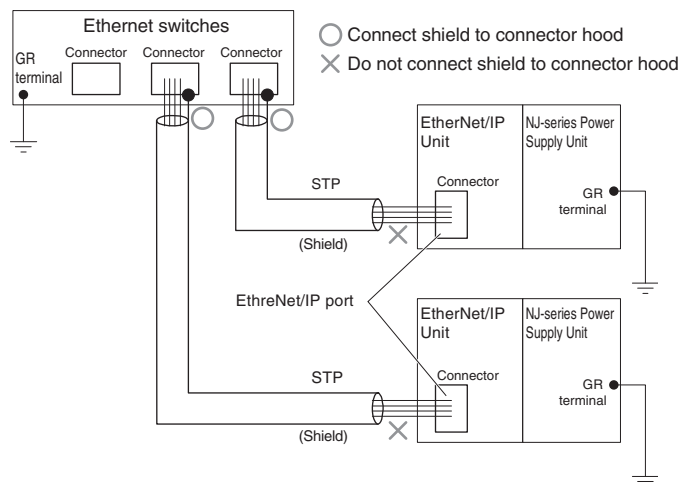 Ethernet switches
GR
terminal
Connector
Connector
Connector
Connect shield to connector hood
Do not connect shield to connector hood
EtherNet/IP
Unit
NJ-series Power
Supply Unit
Connector
GR
terminal
STP
(Shield)
EthreNet/IP port
EtherNet/IP
Unit
NJ-series Power
Supply Unit
Connector
GR
terminal
STP
(Shield)